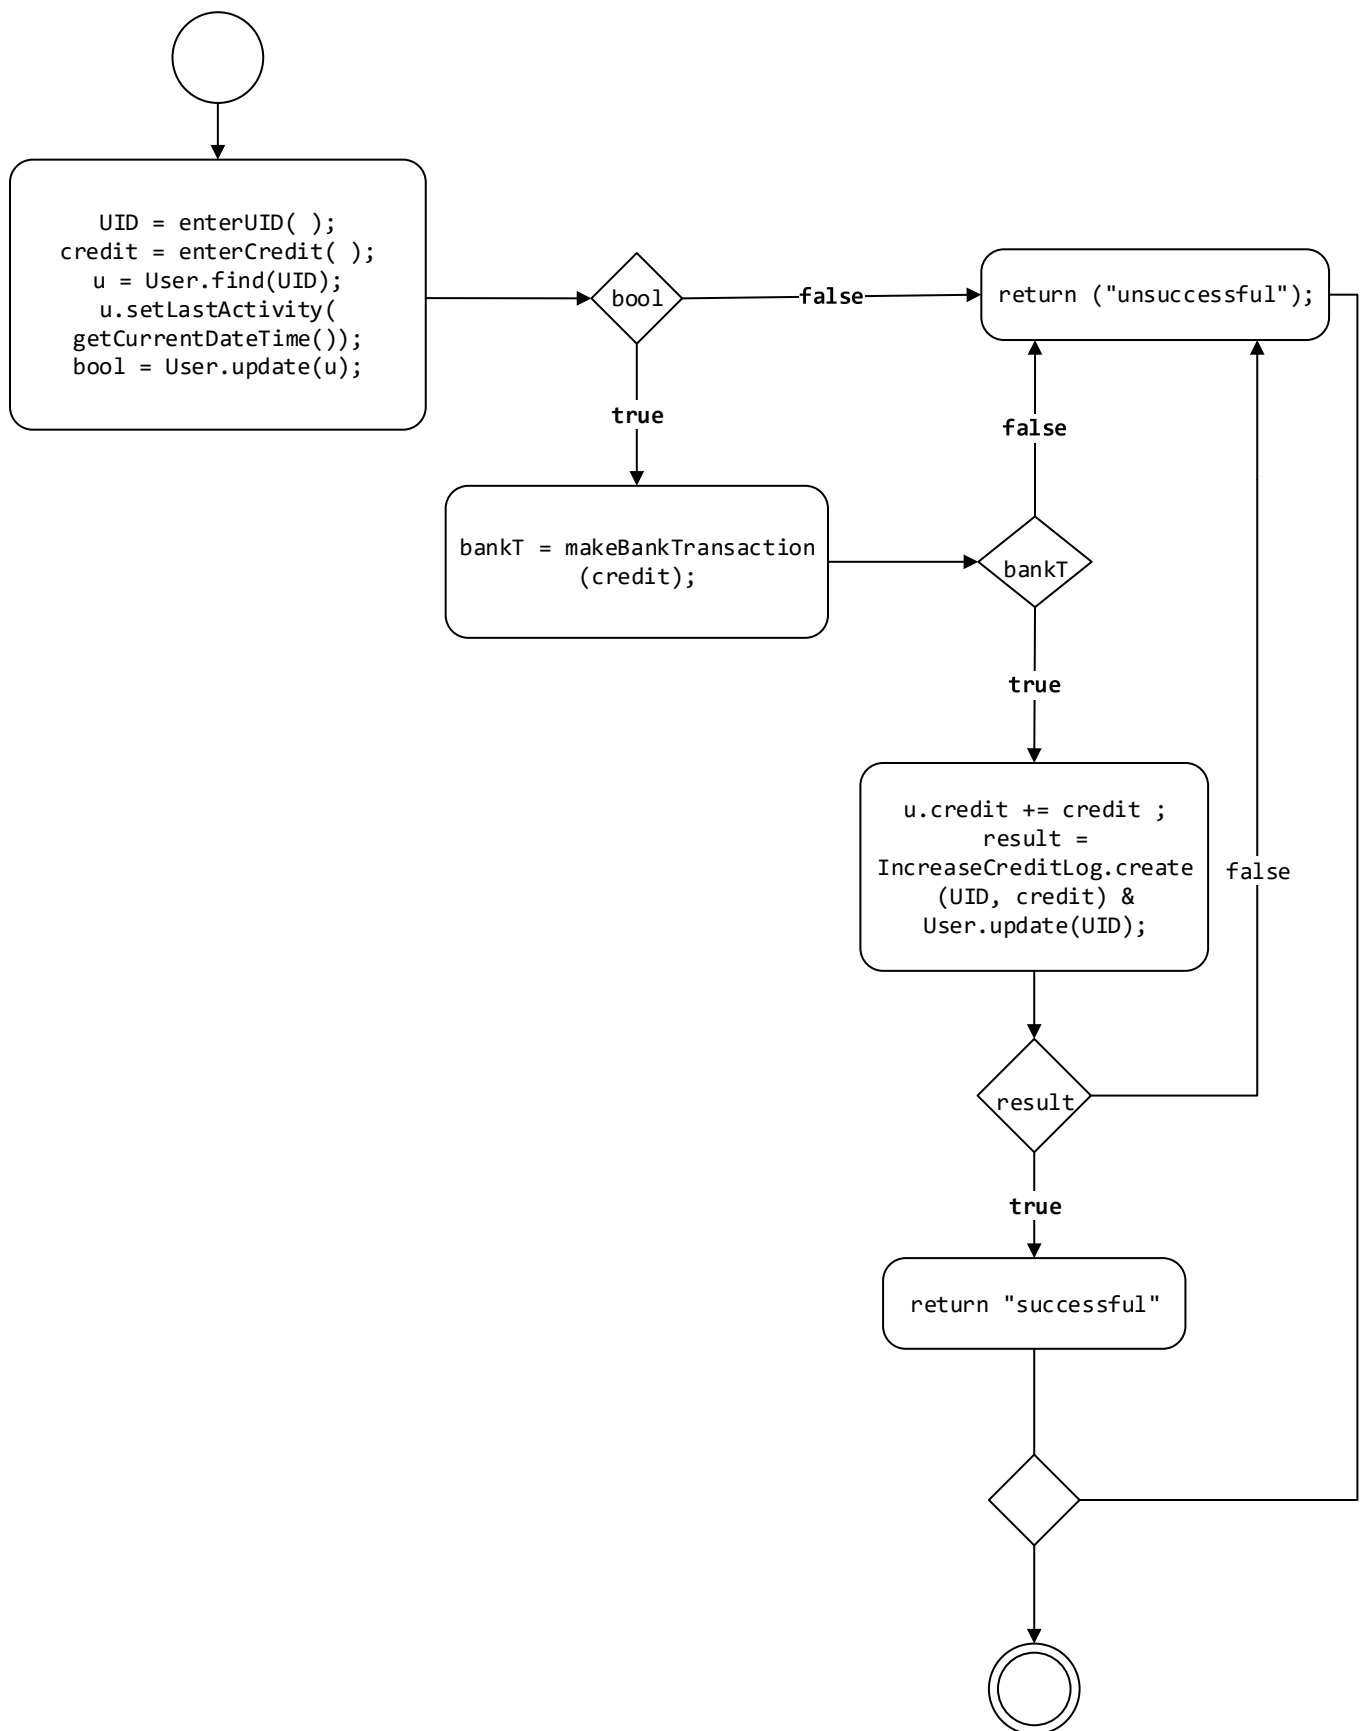 UID = enterUID( );
credit = enterCredit( );
u = User.find(UID);
u.setLastActivity(
getCurrentDateTime());
bool = User.update(u);
bool
false
return ("unsuccessful");
true
false
bankT = makeBankTransaction
(credit);
bankT
true
u.credit += credit ;
result =
IncreaseCreditLog.create
(UID, credit) &
User.update(UID);
false
result
true
return "successful"